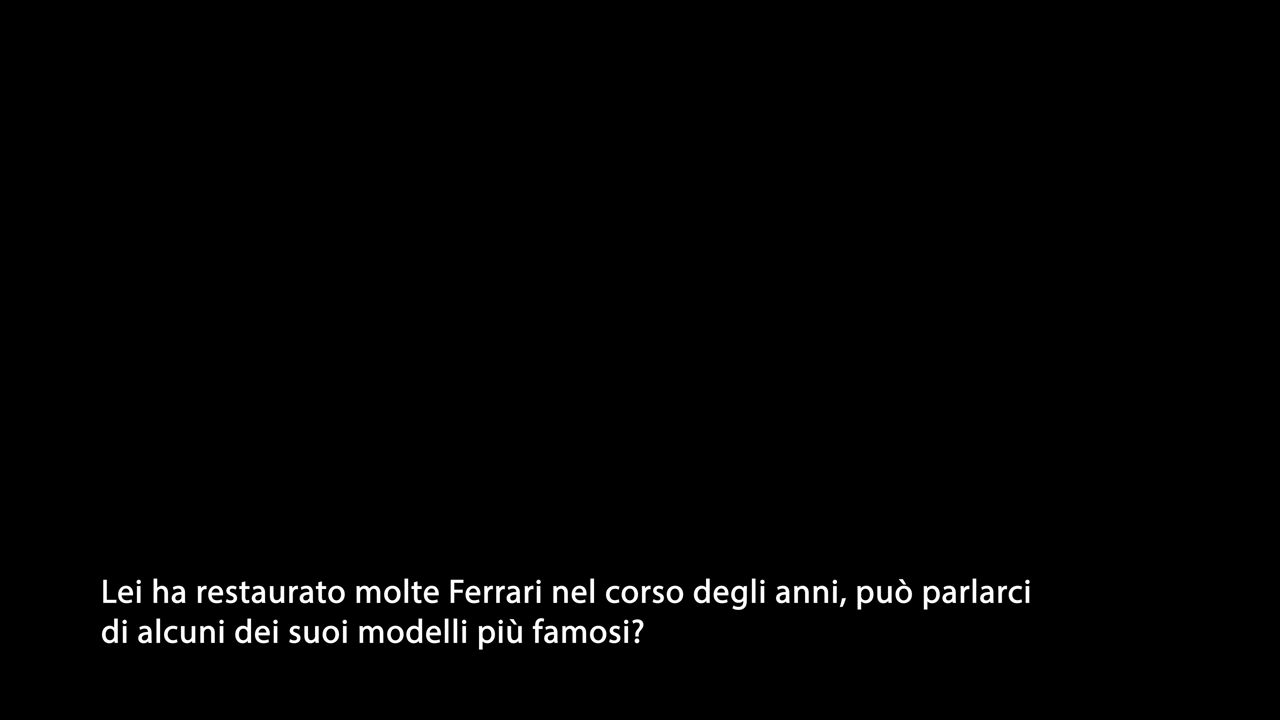 Lei ha restaurato molte Ferrari nel corso degli anni, può parlarci
di alcuni dei suoi modelli più famosi?